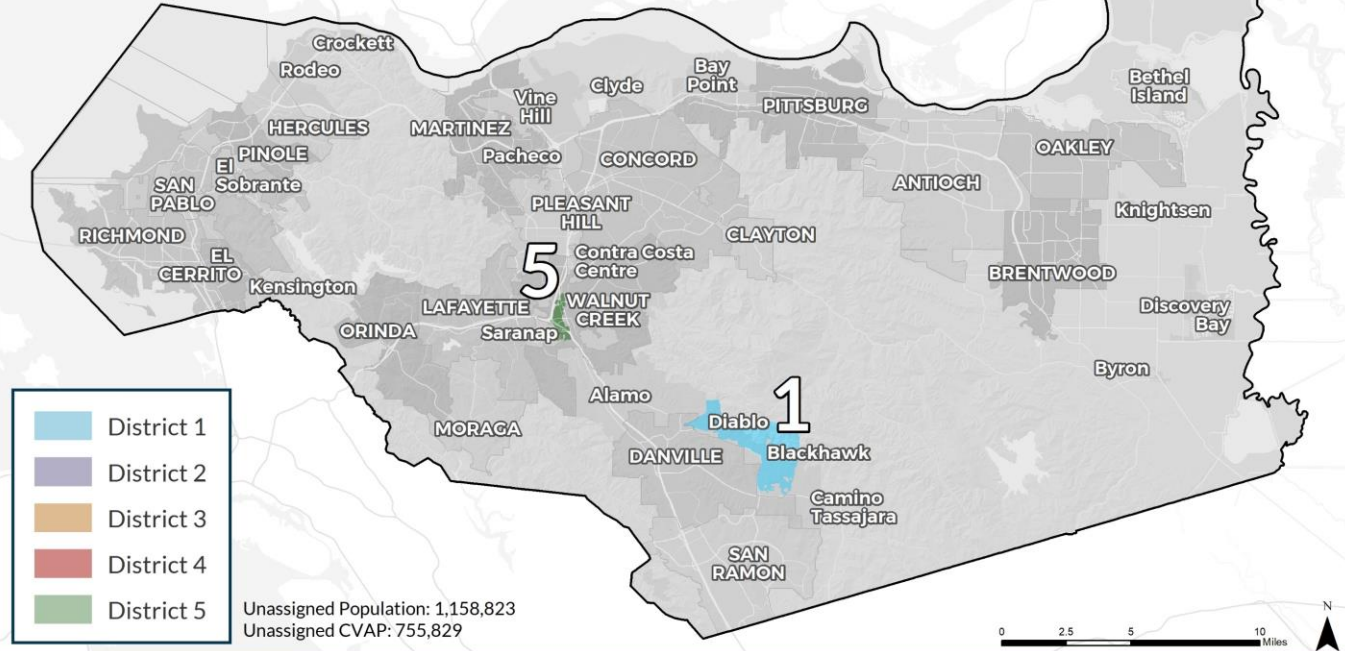 Crockett
Rodeo
HERCULES
PINOLE
El
Sobrante
SAN
PABLO
RICHMOND
EL
CERRITO
Kensington
MARTINEZ
Vine
Hill
Pacheco
Clyde
Bay
Point
CONCORD
PITTSBURG
PLEASANT
HILL
CLAYTON
ANTIOCH
OAKLEY
Bethel
Island
Knightsen
BRENTWOOD
Discovery
Bay
Byron
5
Contra Costa
Centre
WALNUT
CREEK
LAFAYETTE
Saranap
ORINDA
MORAGA
Alamo
1
Diablo
Blackhawk
DANVILLE
Camino
Tassajara
SAN
RAMON
District 1
District 2
District 3
District 4
District 5
Unassigned Population: 1,158,823
Unassigned CVAP: 755,829
0 2.5 5 10
Miles
N